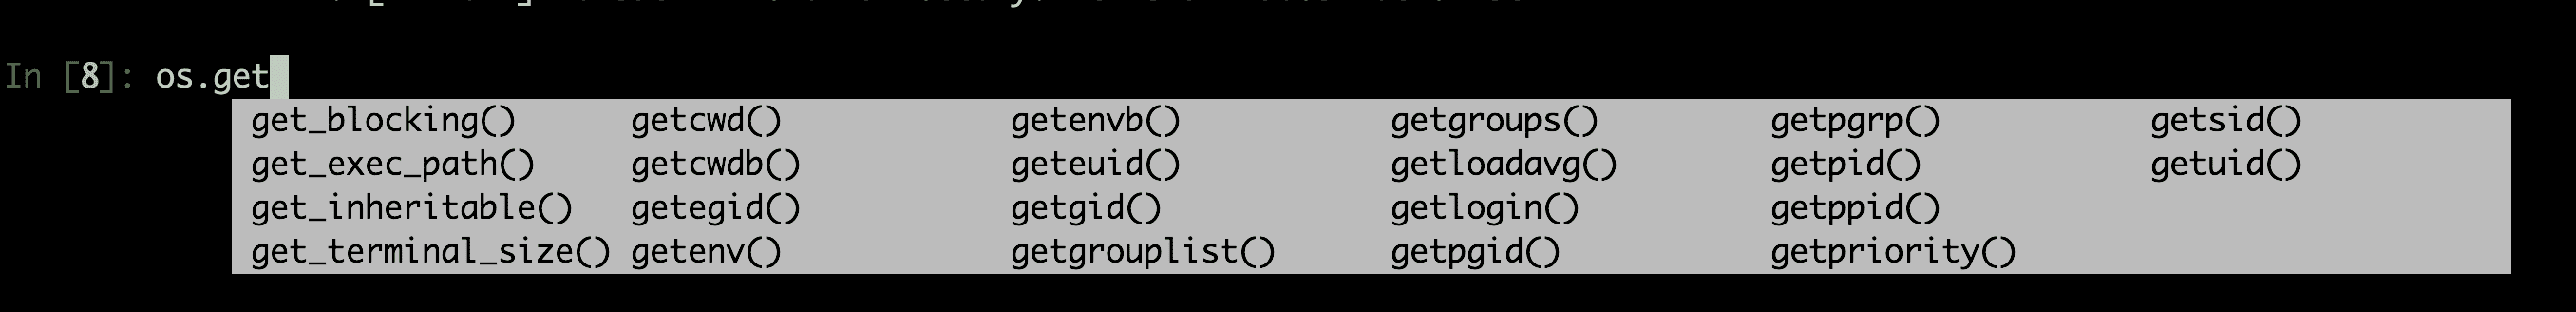 In [8]: os.get
get_blocking() getcwd() getenvb() getgroups() getpgrp() getsid()
get_exec_path() getcwdb() geteuid() getloadavg() getpid() getuid()
get_inheritable() getegid() getgid() getlogin() getppid()
get_terminal_size() getenv() getgrouplist() getpgid() getpriority()